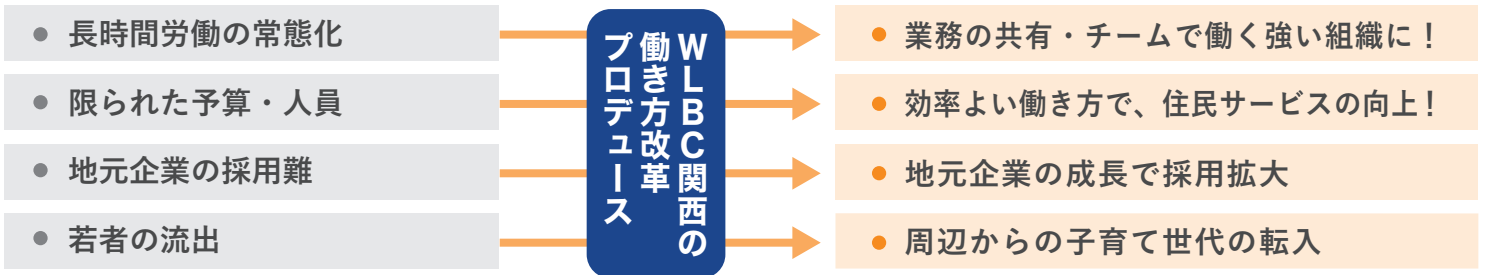 長時間労働の常態化
限られた予算・人員
地元企業の採用難
若者の流出
WLBC関西の
働き方改革
プロデュース
業務の共有・チームで働く強い組織に！
効率よい働き方で、住民サービスの向上！
地元企業の成長で採用拡大
周辺からの子育て世代の転入